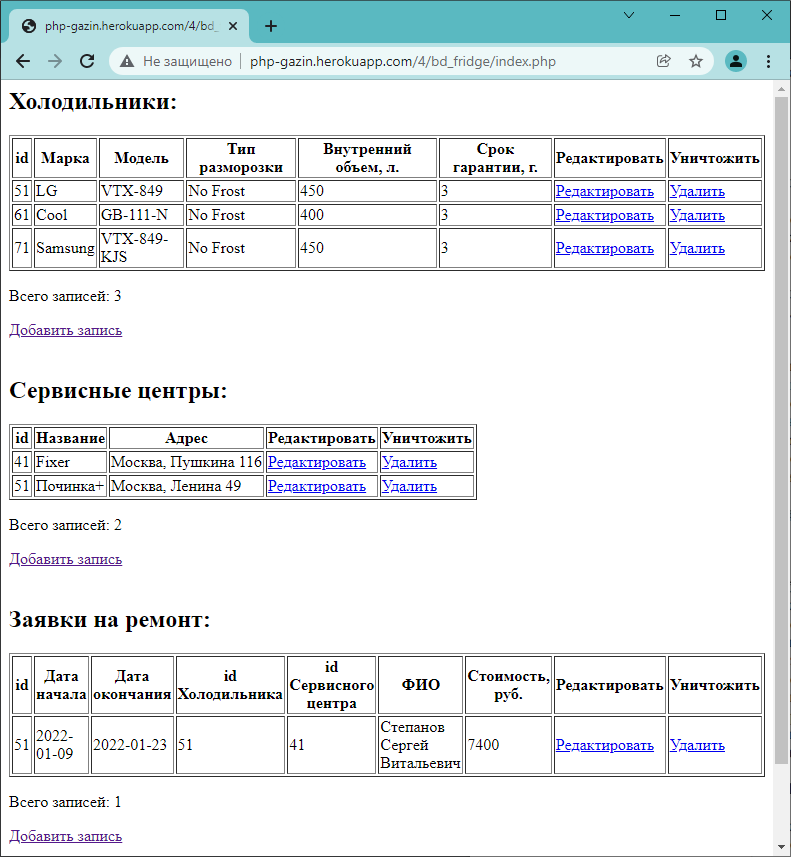 php-gazin.herokuapp.com/4/bd_
Не защищено php-gazin.herokuapp.com/4/bd_fridge/index.php
Холодильники:
id Марка Модель Тип разморозки Внутренний объем, л. Срок гарантии, г. Редактировать Уничтожить
51 LG VTX-849 No Frost 450 3 Редактировать Удалить
61 Cool GB-111-N No Frost 400 3 Редактировать Удалить
71 Samsung VTX-849-KJS No Frost 450 3 Редактировать Удалить
Всего записей: 3
Добавить запись
Сервисные центры:
id Название Адрес Редактировать Уничтожить
41 Fixer Москва, Пушкина 116 Редактировать Удалить
51 Починка+ Москва, Ленина 49 Редактировать Удалить
Всего записей: 2
Добавить запись
Заявки на ремонт:
id Дата начала Дата окончания id Холодильника id Сервисного центра ФИО Стоимость, руб. Редактировать Уничтожить
51 2022-01-09 2022-01-23 51 41 Степанов Сергей Витальевич 7400 Редактировать Удалить
Всего записей: 1
Добавить запись